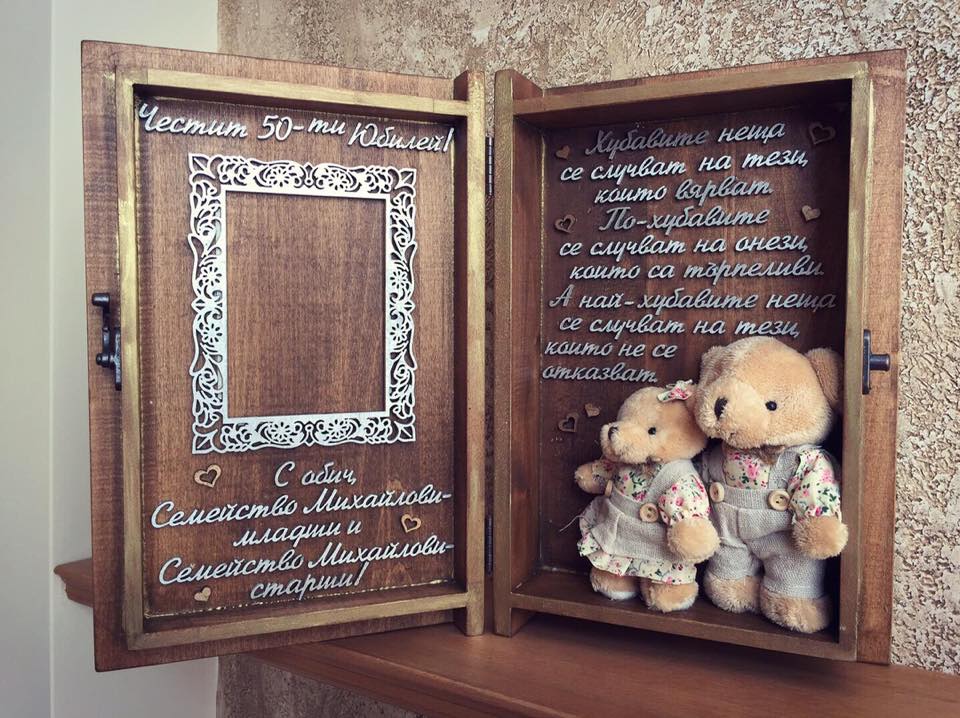 Честит 50-ти Юбилей!
С обич,
Семейство Михайлови-
младши и
Семейство Михайлови-
старши!
Хубавите неща
се случват на тези,
които вярват.
По-хубавите
се случват на онези,
които са търпеливи.
А най-хубавите неща
се случват на тези,
които не се
отказват.